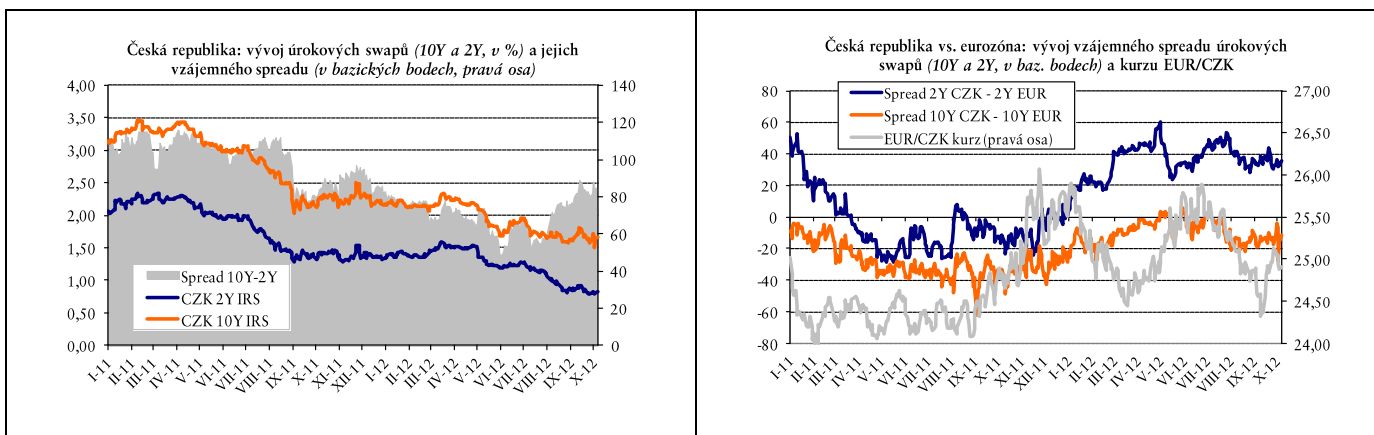 Česká republika: vývoj úrokových swapů (10Y a 2Y, v %) a jejich
vzájemného spreadu (v bazických bodech, pravá osa)
4,00
3,50
3,00
2,50
2,00
1,50
1,00
0,50
0,00
140
120
100
80
60
40
20
0
Spread 10Y-2Y
CZK 2Y IRS
CZK 10Y IRS
I-11
II-11
III-11
IV-11
V-11
VI-11
VII-11
VIII-11
IX-11
X-11
XI-11
XII-11
I-12
II-12
III-12
IV-12
V-12
VI-12
VII-12
VIII-12
IX-12
X-12
Česká republika vs. eurozóna: vývoj vzájemného spreadu úrokových
swapů (10Y a 2Y, v baz. bodech) a kurzu EUR/CZK
80
60
40
20
0
-20
-40
-60
-80
27,00
26,50
26,00
25,50
25,00
24,50
24,00
Spread 2Y CZK - 2Y EUR
Spread 10Y CZK - 10Y EUR
EUR/CZK kurz (pravá osa)
I-11
II-11
III-11
IV-11
V-11
VI-11
VII-11
VIII-11
IX-11
X-11
XI-11
XII-11
I-12
II-12
III-12
IV-12
V-12
VI-12
VII-12
VIII-12
IX-12
X-12